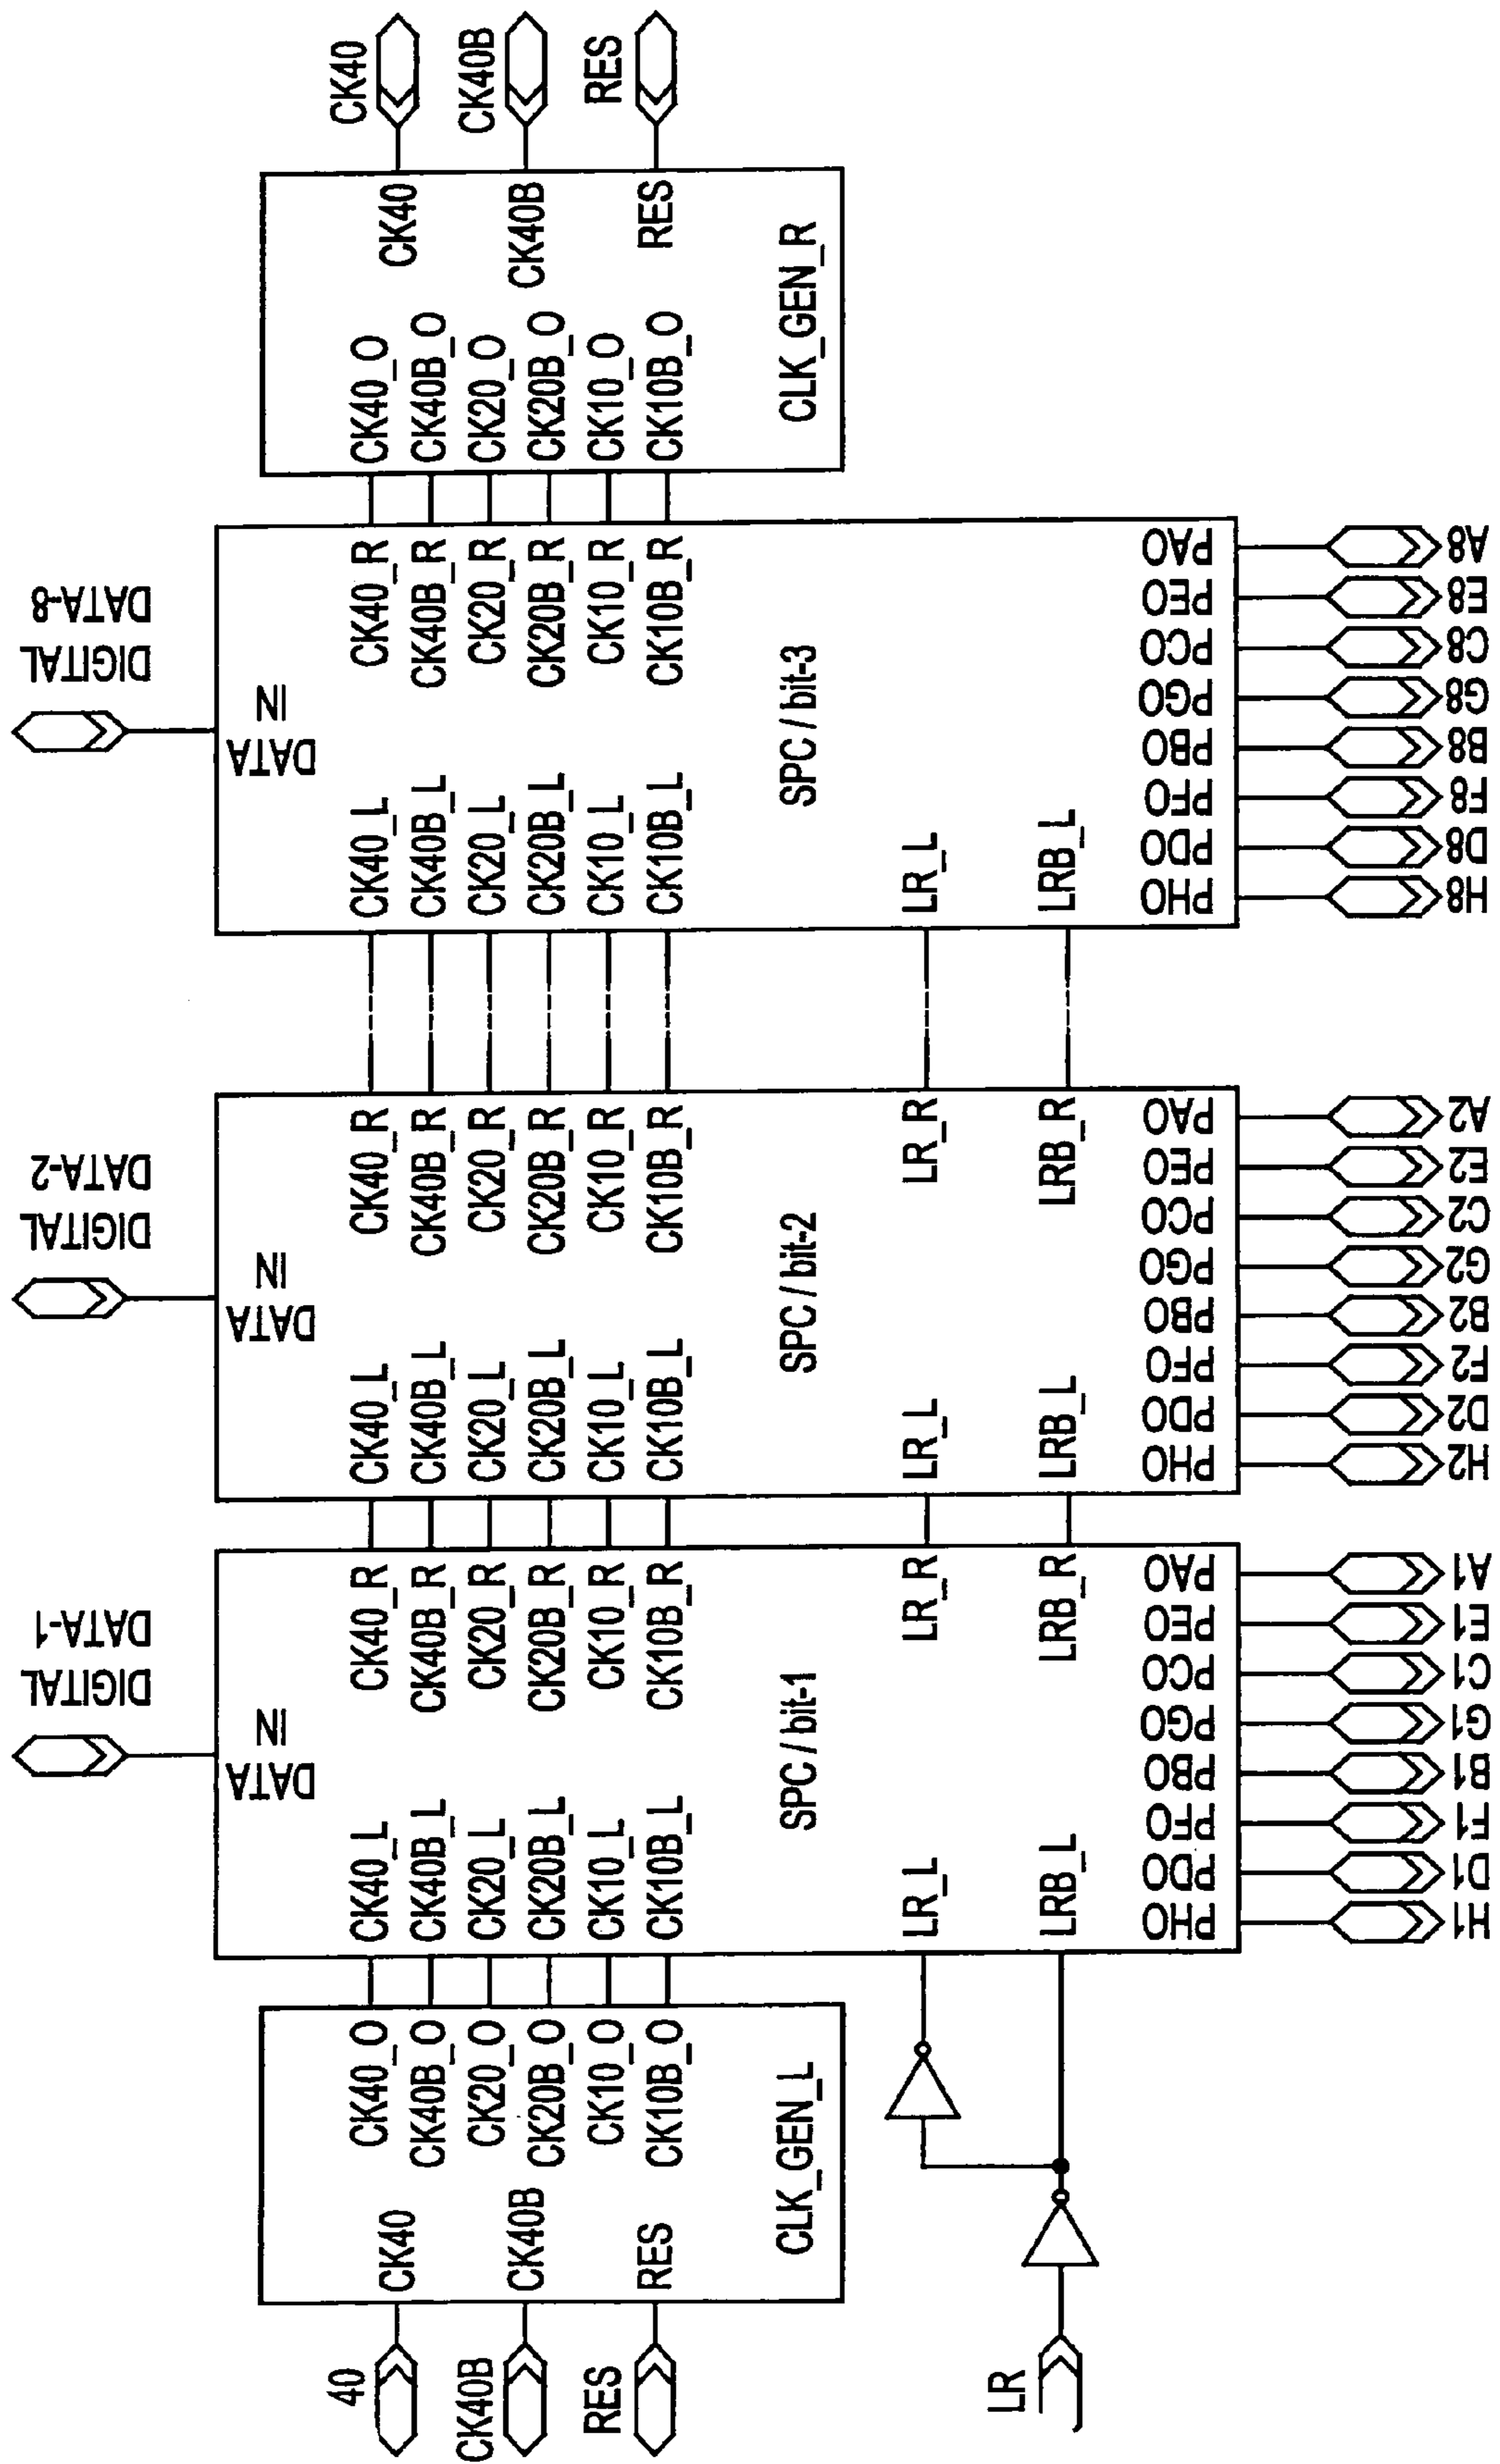 40
CK40B
RES
CK40
CK40B
RES
CK40_O
CK40B_O
CK20_O
CK20B_O
CK10_O
CK10B_O
CLK_GEN_L
LR
DIGITAL
DATA-1
DATA
IN
CK40_L
CK40B_L
CK20_L
CK20B_L
CK10_L
CK10B_L
CK40_R
CK40B_R
CK20_R
CK20B_R
CK10_R
CK10B_R
SPC / bit-1
LR_L
LR_R
LRB_L
LRB_R
PHO
PDO
PFO
PBO
PGO
PCO
PEO
PAO
H1
D1
F1
B1
G1
C1
E1
A1
DIGITAL
DATA-2
DATA
IN
CK40_L
CK40B_L
CK20_L
CK20B_L
CK10_L
CK10B_L
CK40_R
CK40B_R
CK20_R
CK20B_R
CK10_R
CK10B_R
SPC / bit-2
LR_L
LR_R
LRB_L
LRB_R
PHO
PDO
PFO
PBO
PGO
PCO
PEO
PAO
H2
D2
F2
B2
G2
C2
E2
A2
DIGITAL
DATA-8
DATA
IN
CK40_L
CK40B_L
CK20_L
CK20B_L
CK10_L
CK10B_L
CK40_R
CK40B_R
CK20_R
CK20B_R
CK10_R
CK10B_R
SPC / bit-3
LR_L
LRB_L
PHO
PDO
PFO
PBO
PGO
PCO
PEO
PAO
H8
D8
F8
B8
G8
C8
E8
A8
CK40_O
CK40B_O
CK20_O
CK20B_O
CK10_O
CK10B_O
CK40
CK40B
RES
CLK_GEN_R
CK40
CK40B
RES